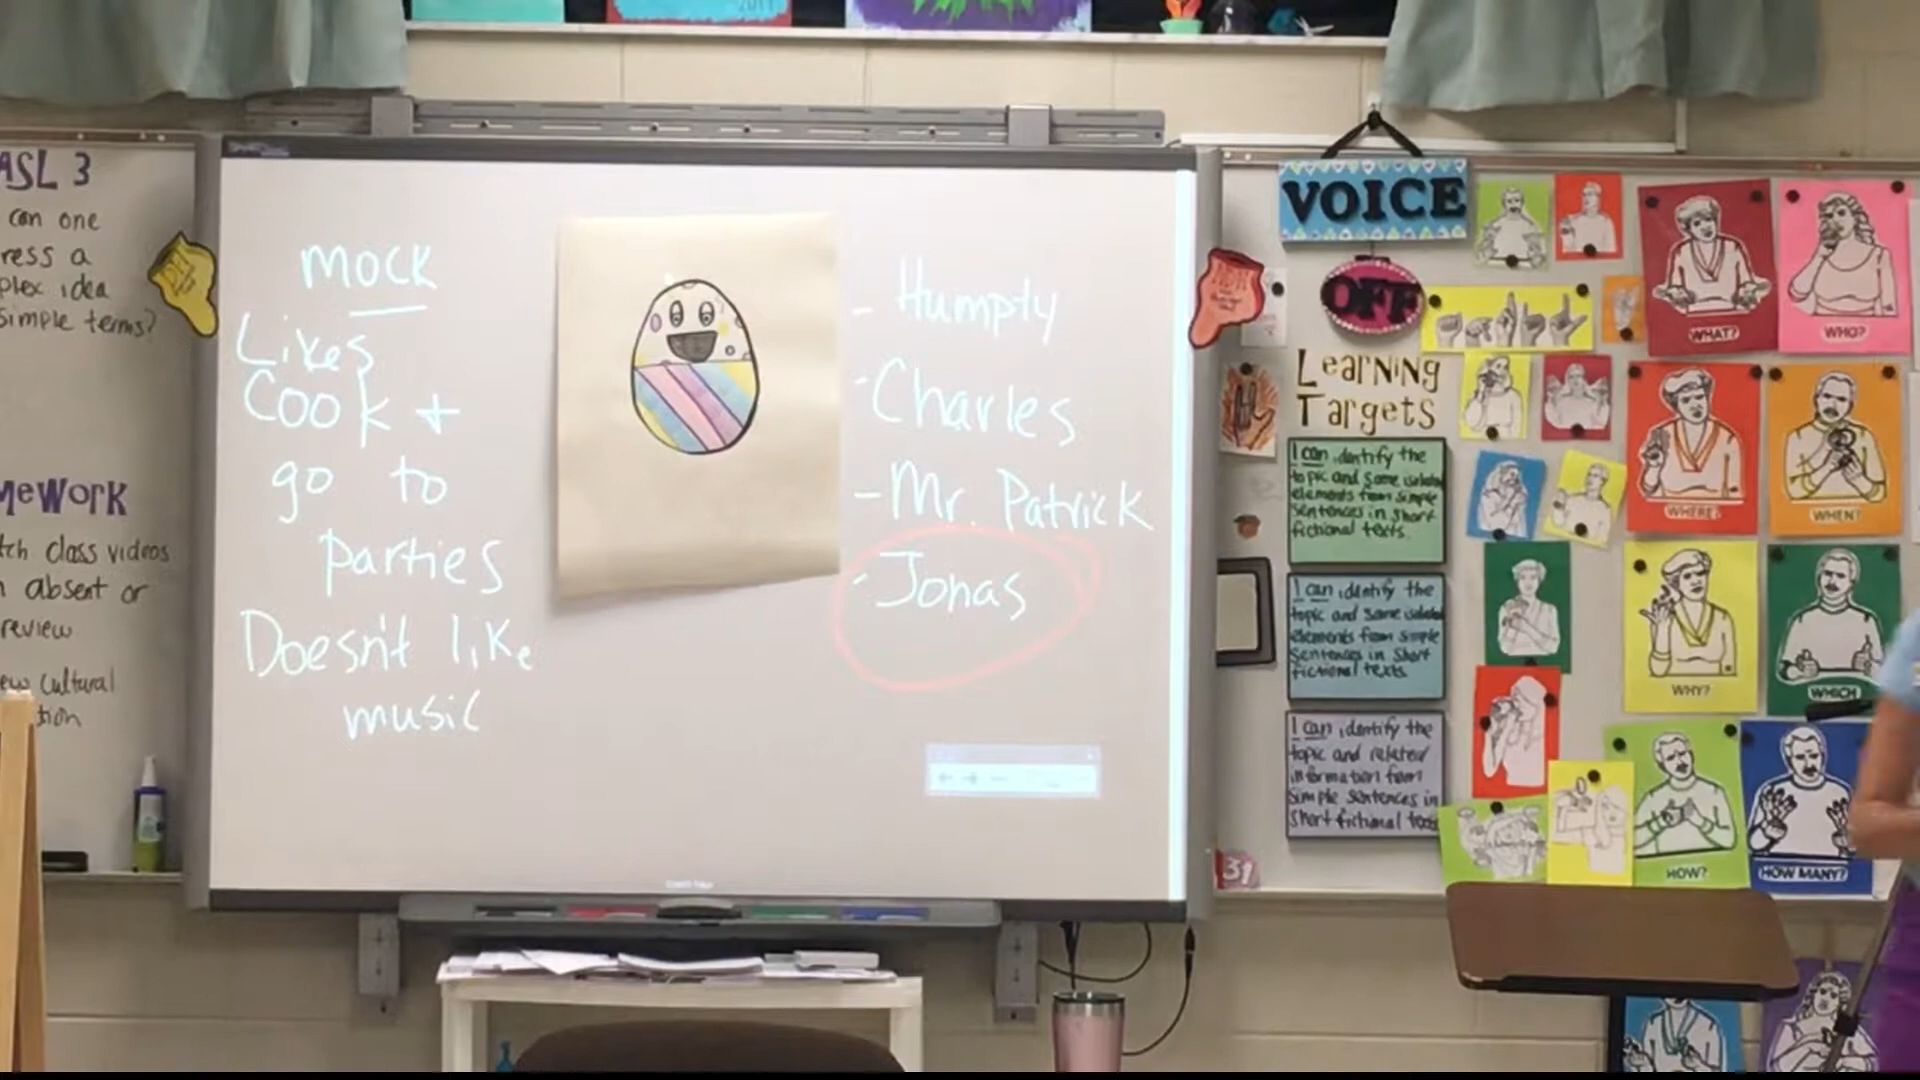 2014
ASL 3
can one
ress a
plex idea
simple terms?
meWork
tch class videos
absent or
review
ew cultural
tion
mock
Likes
Cook +
go to
parties
Doesn't like
music
- Humpty
- Charles
- Mr. Patrick
- Jonas
VOICE
OFF
Learning
Targets
I can identify the
topic and some isolated
elements from simple
sentences in short
fictional texts.
I can identify the
topic and some isolated
elements from simple
sentences in short
fictional texts.
I can identify the
topic and related
information from
simple sentences in
short fictional texts
31
WHAT?
WHO?
WHERE?
WHEN?
WHY?
WHICH
HOW?
HOW MANY?